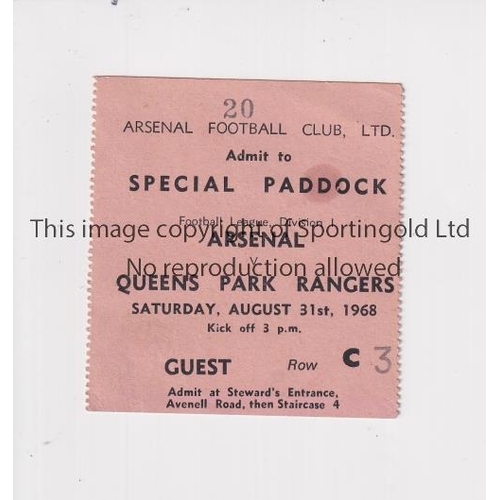 20
ARSENAL FOOTBALL CLUB, LTD.
Admit to
SPECIAL PADDOCK
Football League, Division I
This image copyright of Sportingold Ltd
ARSENAL
v
No reproduction allowed
QUEENS PARK RANGERS
SATURDAY, AUGUST 31st, 1968
Kick off 3 p.m.
GUEST Row C 3
Admit at Steward's Entrance,
Avenell Road, then Staircase 4